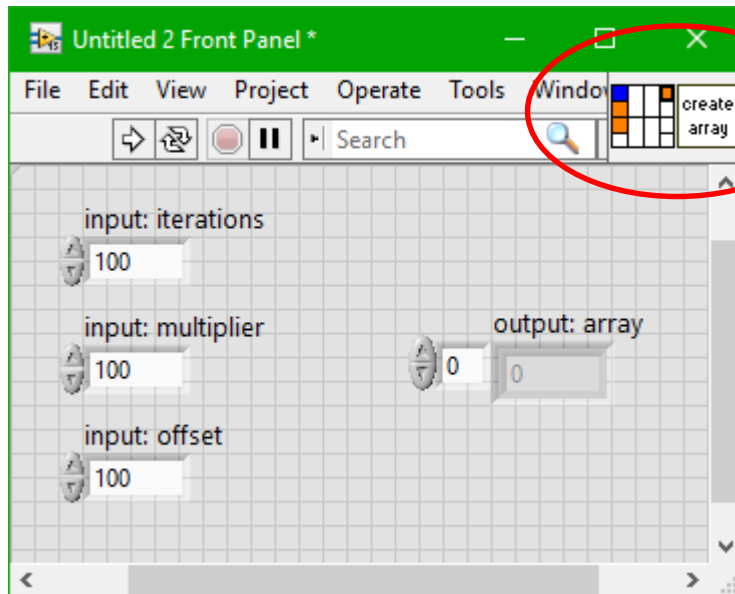 Untitled 2 Front Panel *
File Edit View Project Operate Tools
create
array
Search
input: iterations
100
input: multiplier
100
output: array
0
0
input: offset
100